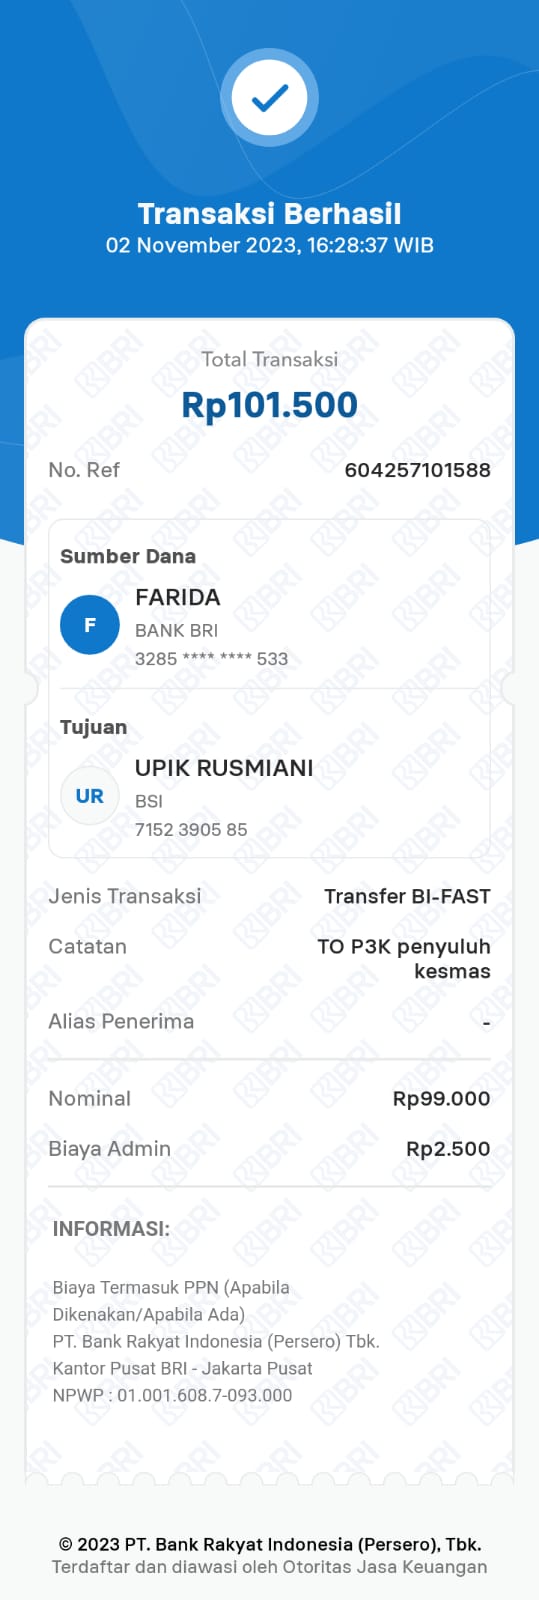 Transaksi Berhasil
02 November 2023, 16:28:37 WIB
Total Transaksi
Rp101.500
No. Ref 604257101588
Sumber Dana
F
FARIDA
BANK BRI
3285 **** **** 533
Tujuan
UR
UPIK RUSMIANI
BSI
7152 3905 85
Jenis Transaksi Transfer BI-FAST
Catatan TO P3K penyuluh
kesmas
Alias Penerima -
Nominal Rp99.000
Biaya Admin Rp2.500
INFORMASI:
Biaya Termasuk PPN (Apabila
Dikenakan/Apabila Ada)
PT. Bank Rakyat Indonesia (Persero) Tbk.
Kantor Pusat BRI - Jakarta Pusat
NPWP : 01.001.608.7-093.000
© 2023 PT. Bank Rakyat Indonesia (Persero), Tbk.
Terdaftar dan diawasi oleh Otoritas Jasa Keuangan